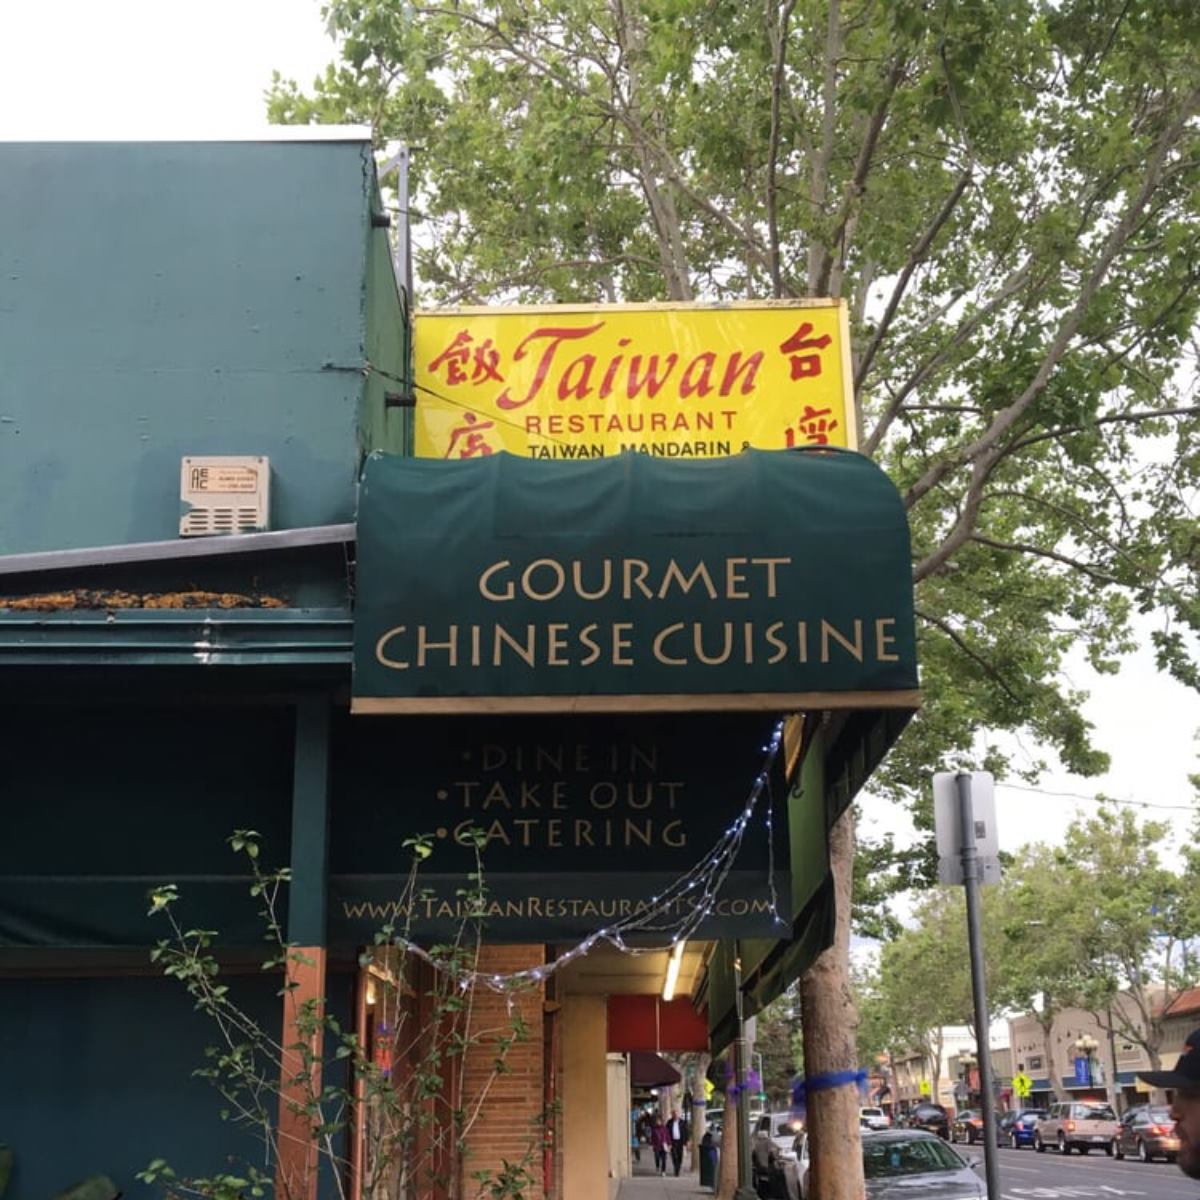 飯 Taiwan 台
店 RESTAURANT 灣
TAIWAN, MANDARIN &
GOURMET
CHINESE CUISINE
•DINE IN
•TAKE OUT
•CATERING